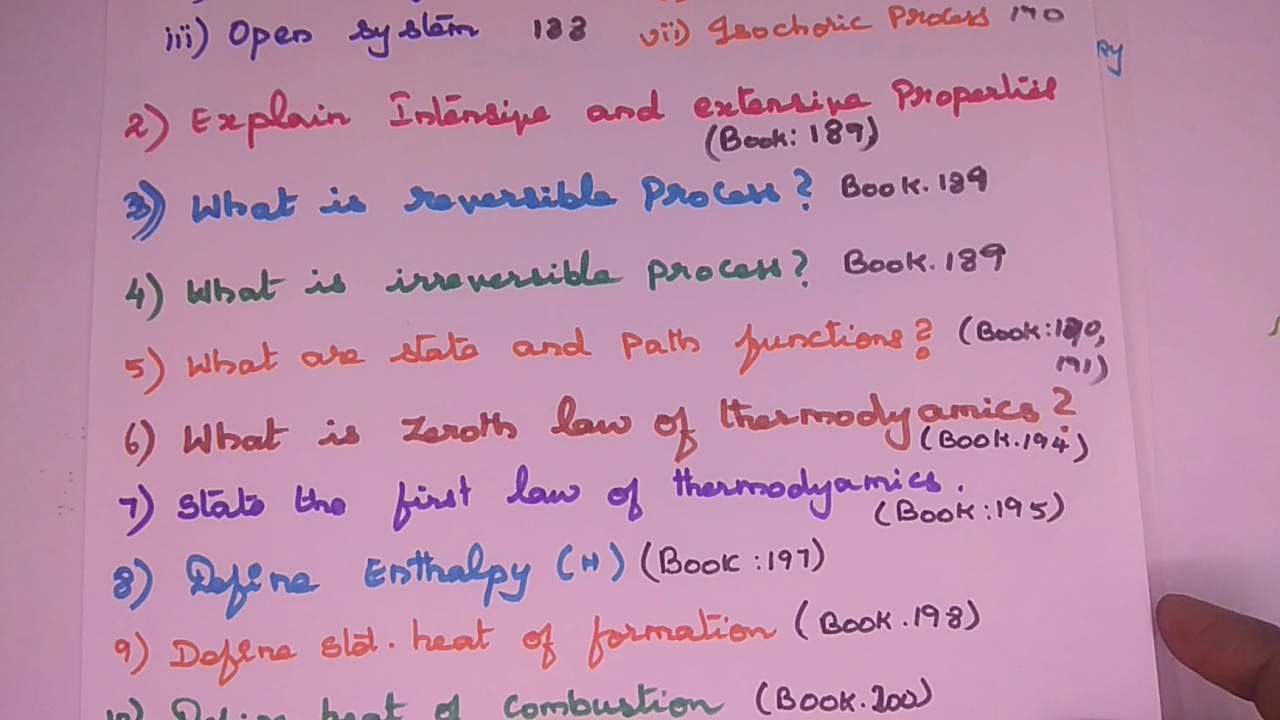 iii) Open system 188 vii) Isochoric Process 190
Py
2) Explain Intensive and extensive Properties
(Book: 189)
3) What is reversible Process? Book. 189
4) What is irreversible process? Book. 189
5) What are state and Path functions? (Book: 190,
191)
6) What is Zeroth law of thermodyamics?
(Book. 194)
7) State the first law of thermodyamics.
(Book: 195)
8) Define Enthalpy (H) (Book: 197)
9) Define std. heat of formation (Book. 198)
10) Define heat of combustion (Book. 200)